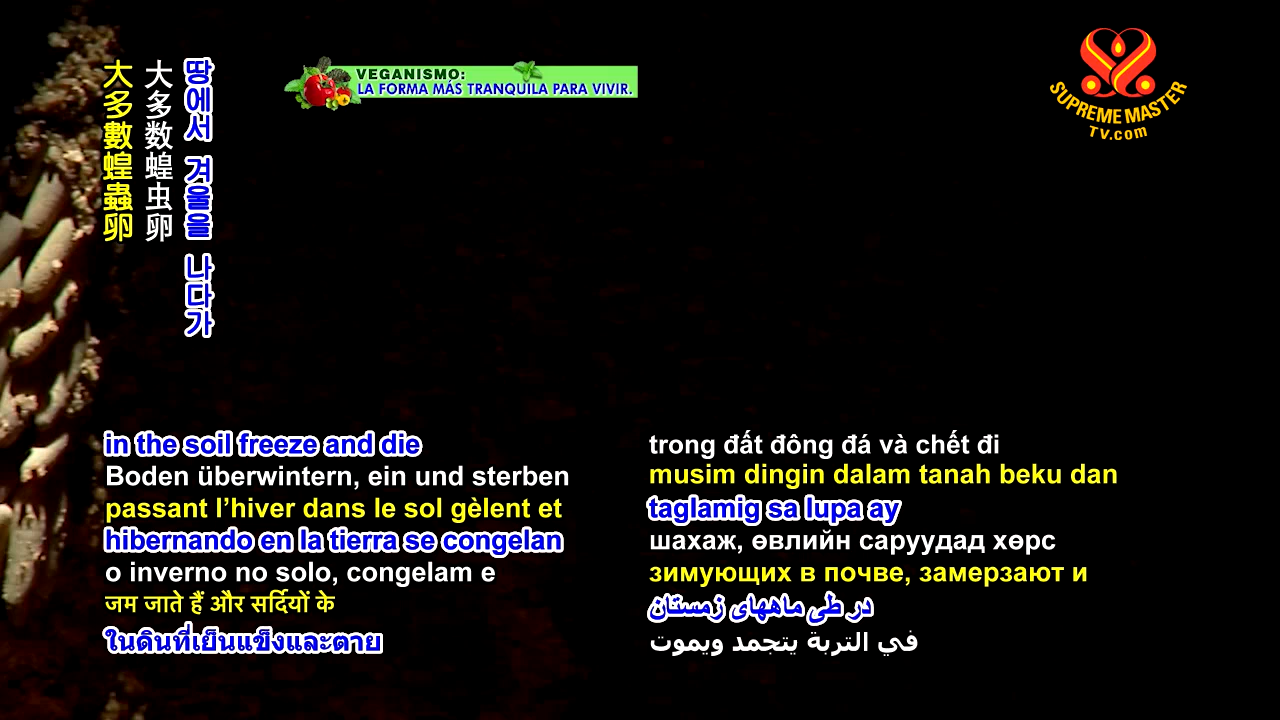 땅에서 겨울을 나다가
大多数蝗虫卵
大多數蝗蟲卵
VEGANISMO:
LA FORMA MÁS TRANQUILA PARA VIVIR.
SUPREME MASTER
TV.com
in the soil freeze and die
Boden überwintern, ein und sterben
passant l’hiver dans le sol gèlent et
hibernando en la tierra se congelan
o inverno no solo, congelam e
जम जाते हैं और सर्दियों के
ในดินที่เย็นแข็งและตาย
trong đất đông đá và chết đi
musim dingin dalam tanah beku dan
taglamig sa lupa ay
шахаж, өвлийн саруудад хөрс
зимующих в почве, замерзают и
در طی ماههای زمستان
في التربة يتجمد ويموت